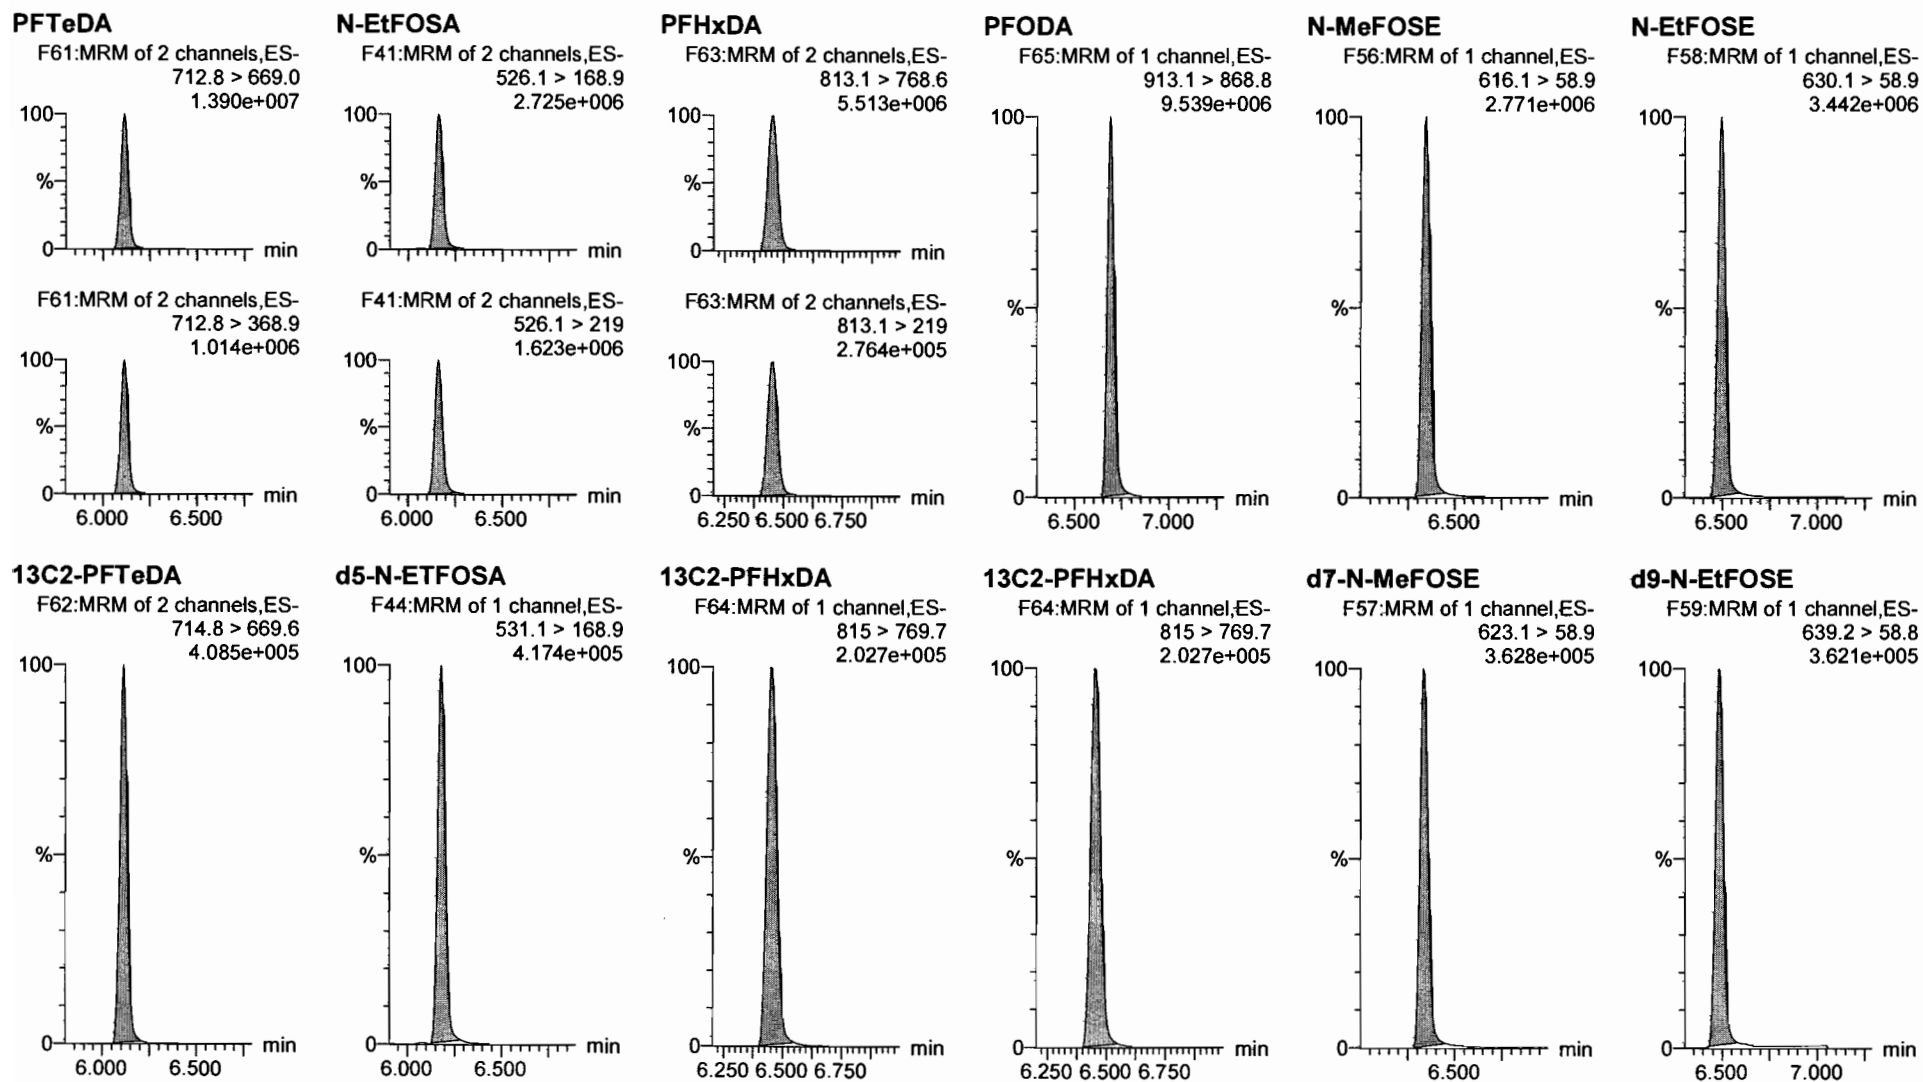 PFTeDA
F61:MRM of 2 channels,ES-
712.8 > 669.0
1.390e+007
100
%
0
min
F61:MRM of 2 channels,ES-
712.8 > 368.9
1.014e+006
100
%
0
min
6.000 6.500
N-EtFOSA
F41:MRM of 2 channels,ES-
526.1 > 168.9
2.725e+006
100
%
0
min
F41:MRM of 2 channels,ES-
526.1 > 219
1.623e+006
100
%
0
min
6.000 6.500
PFHxDA
F63:MRM of 2 channels,ES-
813.1 > 768.6
5.513e+006
100
%
0
min
F63:MRM of 2 channels,ES-
813.1 > 219
2.764e+005
100
%
0
min
6.250 6.500 6.750
PFODA
F65:MRM of 1 channel,ES-
913.1 > 868.8
9.539e+006
100
%
0
min
6.500 7.000
N-MeFOSE
F56:MRM of 1 channel,ES-
616.1 > 58.9
2.771e+006
100
%
0
min
6.500
N-EtFOSE
F58:MRM of 1 channel,ES-
630.1 > 58.9
3.442e+006
100
%
0
min
6.500 7.000
13C2-PFTeDA
F62:MRM of 2 channels,ES-
714.8 > 669.6
4.085e+005
100
%
0
min
6.000 6.500
d5-N-ETFOSA
F44:MRM of 1 channel,ES-
531.1 > 168.9
4.174e+005
100
%
0
min
6.000 6.500
13C2-PFHxDA
F64:MRM of 1 channel,ES-
815 > 769.7
2.027e+005
100
%
0
min
6.250 6.500 6.750
13C2-PFHxDA
F64:MRM of 1 channel,ES-
815 > 769.7
2.027e+005
100
%
0
min
6.250 6.500 6.750
d7-N-MeFOSE
F57:MRM of 1 channel,ES-
623.1 > 58.9
3.628e+005
100
%
0
min
6.500
d9-N-EtFOSE
F59:MRM of 1 channel,ES-
639.2 > 58.8
3.621e+005
100
%
0
min
6.500 7.000